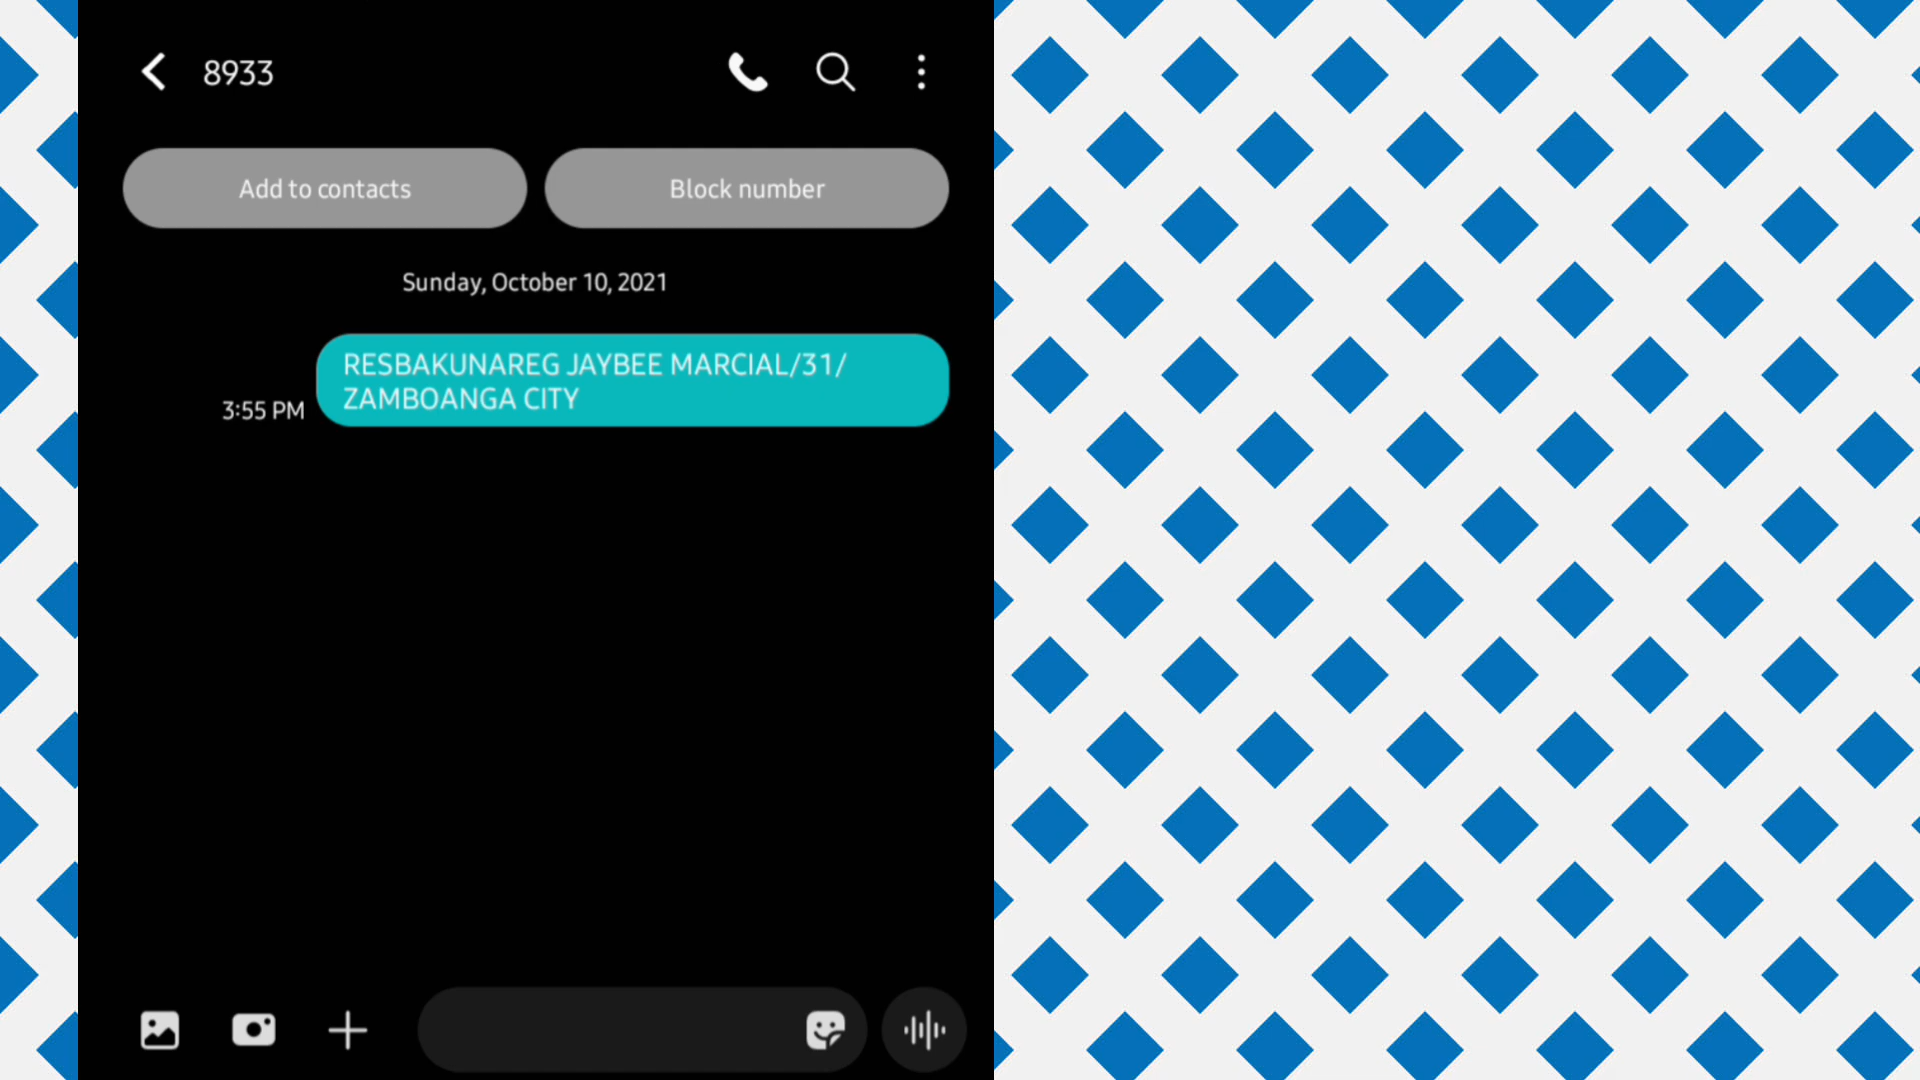 8933
Add to contacts
Block number
Sunday, October 10, 2021
RESBAKUNAREG JAYBEE MARCIAL/31/
ZAMBOANGA CITY
3:55 PM